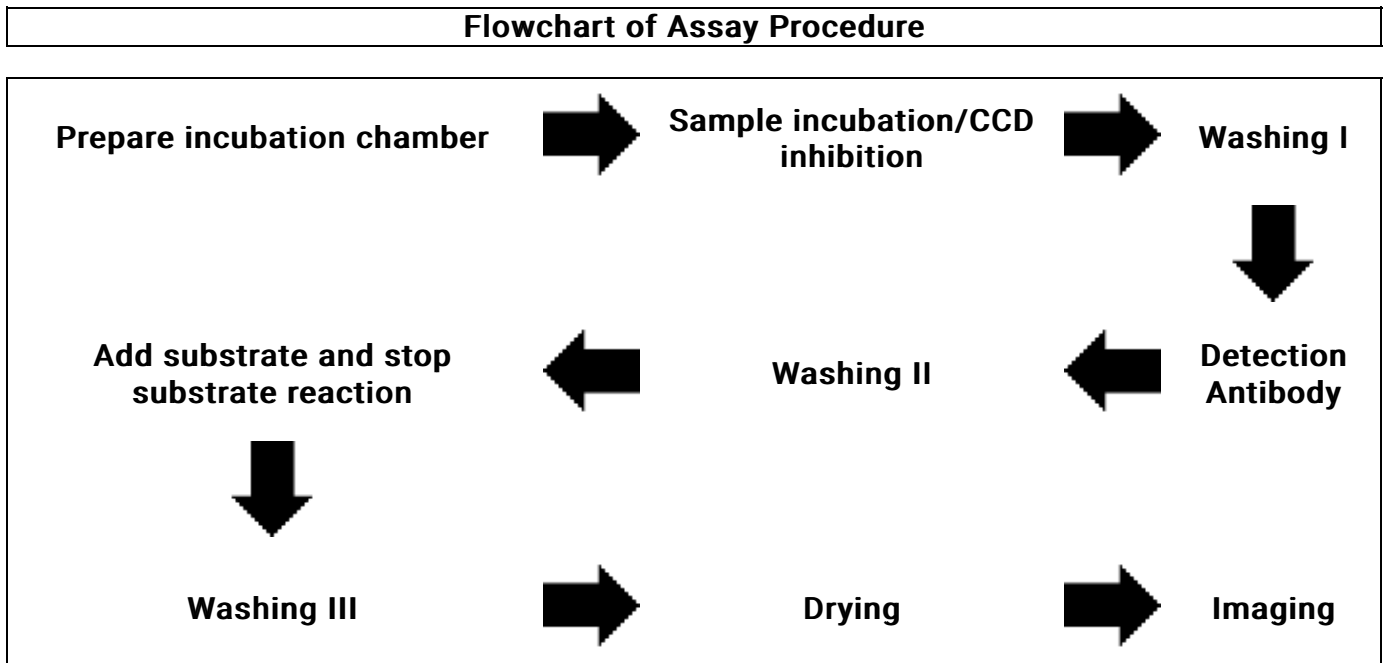 Flowchart of Assay Procedure
Prepare incubation chamber
Sample incubation/CCD
inhibition
Washing I
Detection
Antibody
Washing II
Add substrate and stop
substrate reaction
Washing III
Drying
Imaging